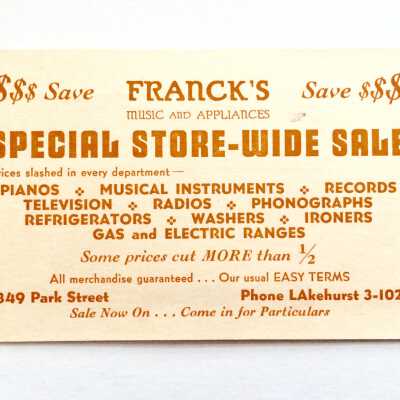 $$$ Save FRANCK'S Save $$$
MUSIC AND APPLIANCES
SPECIAL STORE-WIDE SALE
slashed in every department—
PIANOS ❖ MUSICAL INSTRUMENTS ❖ RECORDS
TELEVISION ❖ RADIOS ❖ PHONOGRAPHS
REFRIGERATORS ❖ WASHERS ❖ IRONERS
GAS and ELECTRIC RANGES
Some prices cut MORE than 1/2
All merchandise guaranteed . . . Our usual EASY TERMS
349 Park Street Phone LAkehurst 3-102
Sale Now On . . . Come in for Particulars